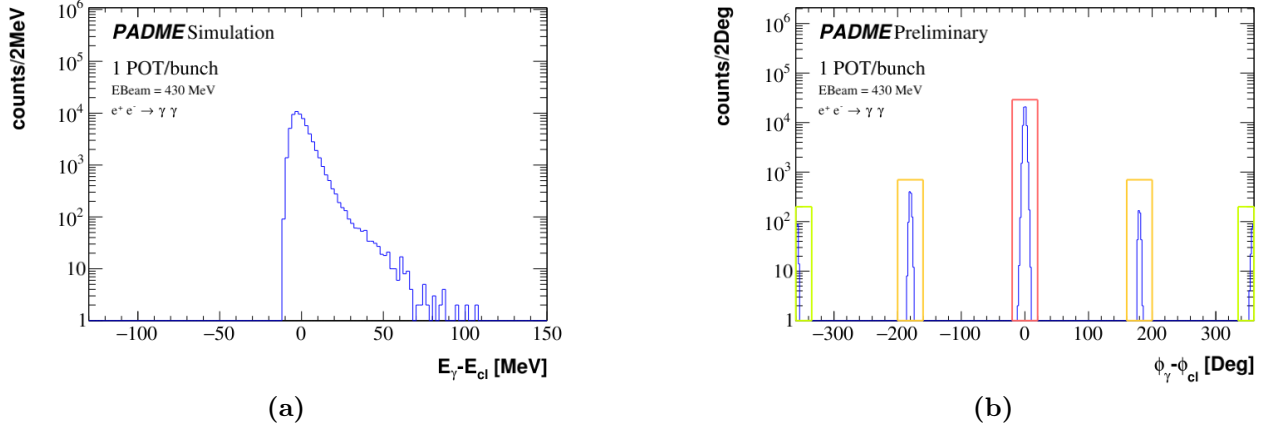 counts/2MeV
PADME Simulation
1 POT/bunch
EBeam = 430 MeV
e⁺ e⁻ → γ γ
10⁶
10⁵
10⁴
10³
10²
10
1
−100 −50 0 50 100 150
E_γ-E_cl [MeV]
(a)
counts/2Deg
PADME Preliminary
1 POT/bunch
EBeam = 430 MeV
e⁺ e⁻ → γ γ
10⁶
10⁵
10⁴
10³
10²
10
1
−300 −200 −100 0 100 200 300
ϕ_γ-ϕ_cl [Deg]
(b)